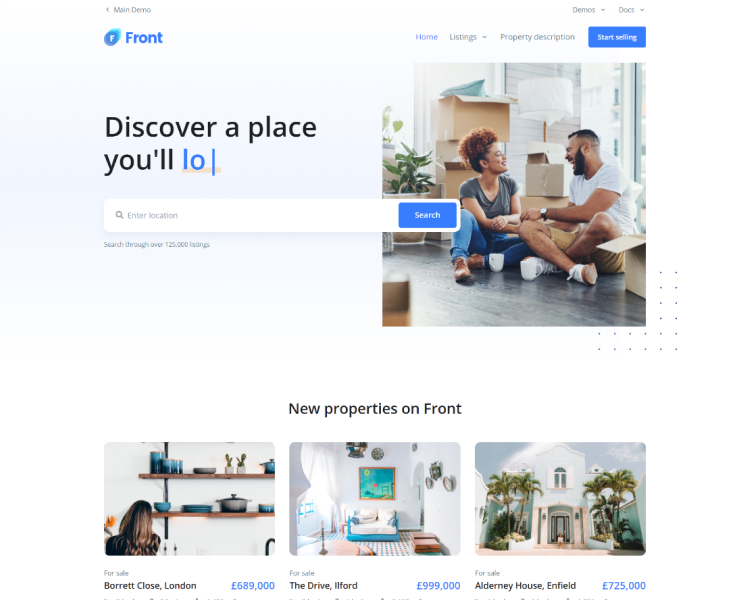 Main Demo
Demos
Docs
Front
Home
Listings
Property description
Start selling
Discover a place
you'll lo
Enter location
Search
Search through over 125,000 listings
New properties on Front
For sale
Borrett Close, London
£689,000
For sale
The Drive, Ilford
£999,000
For sale
Alderney House, Enfield
£725,000